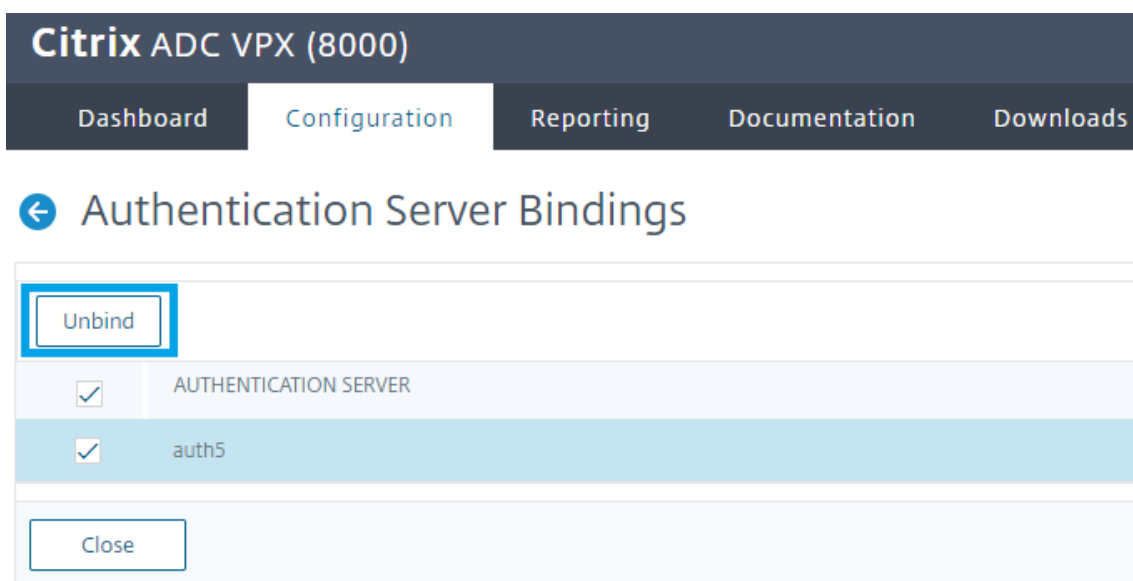 Citrix ADC VPX (8000)
Dashboard Configuration Reporting Documentation Downloads
Authentication Server Bindings
Unbind
AUTHENTICATION SERVER
auth5
Close